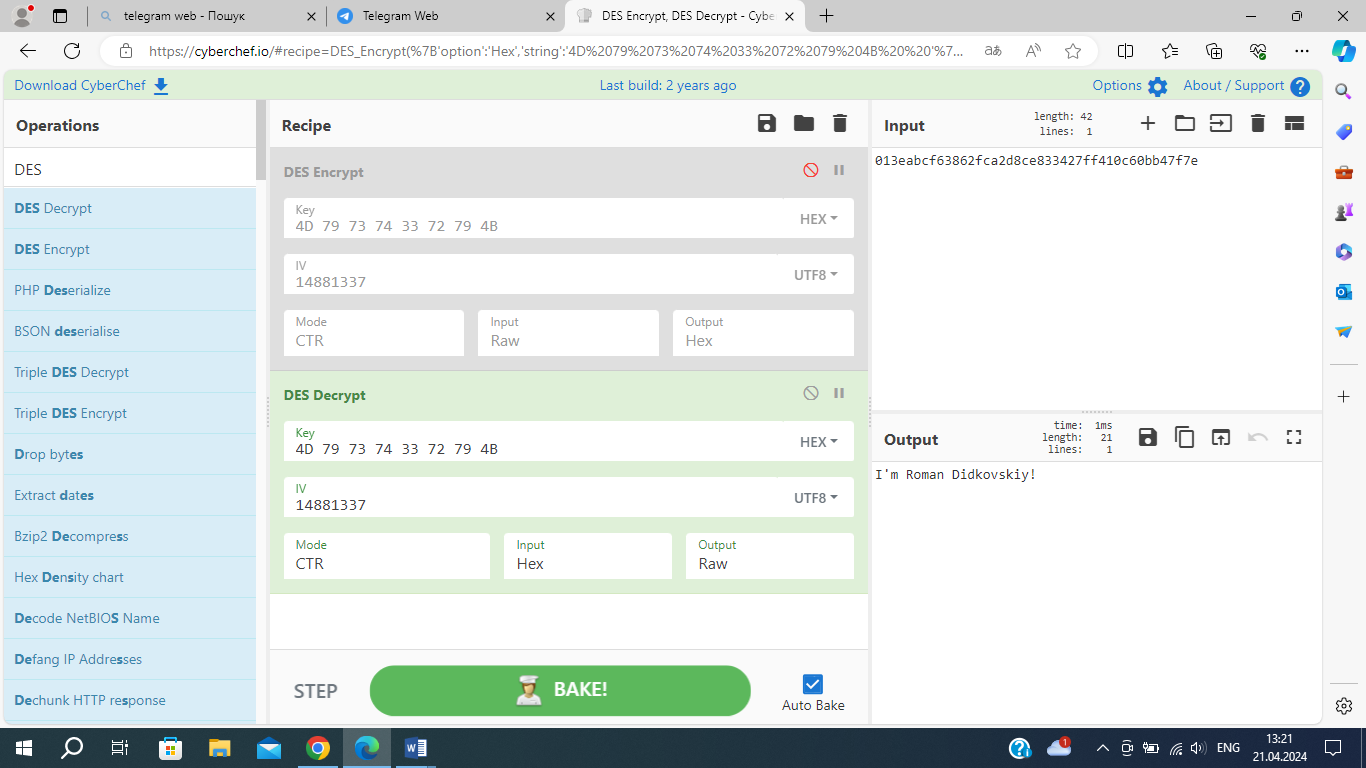 telegram web - Пошук
Telegram Web
DES Encrypt, DES Decrypt - Cybe
https://cyberchef.io/#recipe=DES_Encrypt(%7B'option':'Hex','string':'4D%2079%2073%2074%2033%2072%2079%204B%20%20'%7...
Download CyberChef
Last build: 2 years ago
Options
About / Support
Operations
DES
DES Decrypt
DES Encrypt
PHP Deserialize
BSON deserialise
Triple DES Decrypt
Triple DES Encrypt
Drop bytes
Extract dates
Bzip2 Decompress
Hex Density chart
Decode NetBIOS Name
Defang IP Addresses
Dechunk HTTP response
Recipe
DES Encrypt
Key
4D 79 73 74 33 72 79 4B
HEX
IV
14881337
UTF8
Mode
CTR
Input
Raw
Output
Hex
DES Decrypt
Key
4D 79 73 74 33 72 79 4B
HEX
IV
14881337
UTF8
Mode
CTR
Input
Hex
Output
Raw
STEP
BAKE!
Auto Bake
Input
length: 42
lines: 1
013eabcf63862fca2d8ce833427ff410c60bb47f7e
Output
time: 1ms
length: 21
lines: 1
I'm Roman Didkovskiy!
1
ENG
13:21
21.04.2024